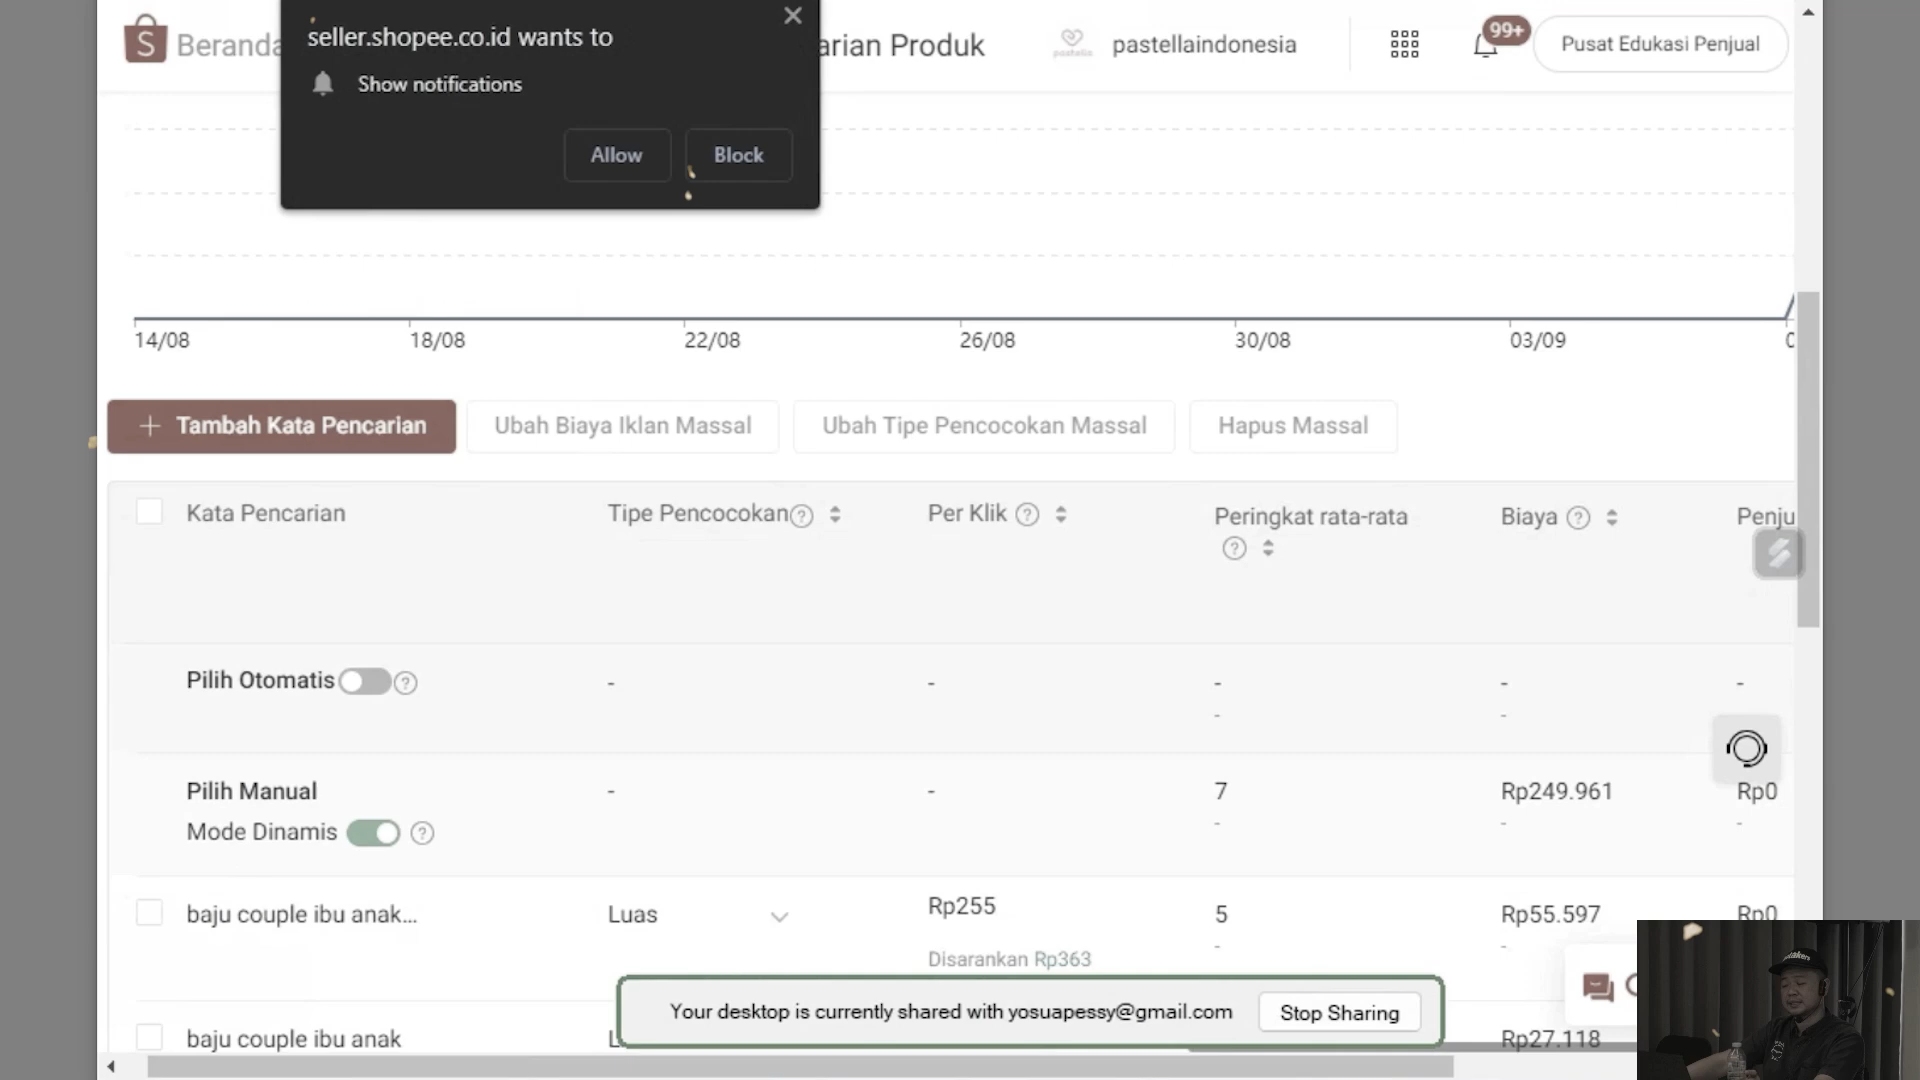 seller.shopee.co.id wants to
Show notifications
Allow
Block
S
Beranda
arian Produk
pastella
pastellaindonesia
99+
Pusat Edukasi Penjual
14/08
18/08
22/08
26/08
30/08
03/09
+ Tambah Kata Pencarian
Ubah Biaya Iklan Massal
Ubah Tipe Pencocokan Massal
Hapus Massal
Kata Pencarian
Tipe Pencocokan
Per Klik
Peringkat rata-rata
Biaya
Penju
Pilih Otomatis
-
-
-
-
-
-
-
Pilih Manual
-
-
7
Rp249.961
Rp0
Mode Dinamis
-
-
-
baju couple ibu anak...
Luas
Rp255
5
Rp55.597
Rp0
Disarankan Rp363
-
-
Your desktop is currently shared with yosuapessy@gmail.com
Stop Sharing
baju couple ibu anak
Rp27.118